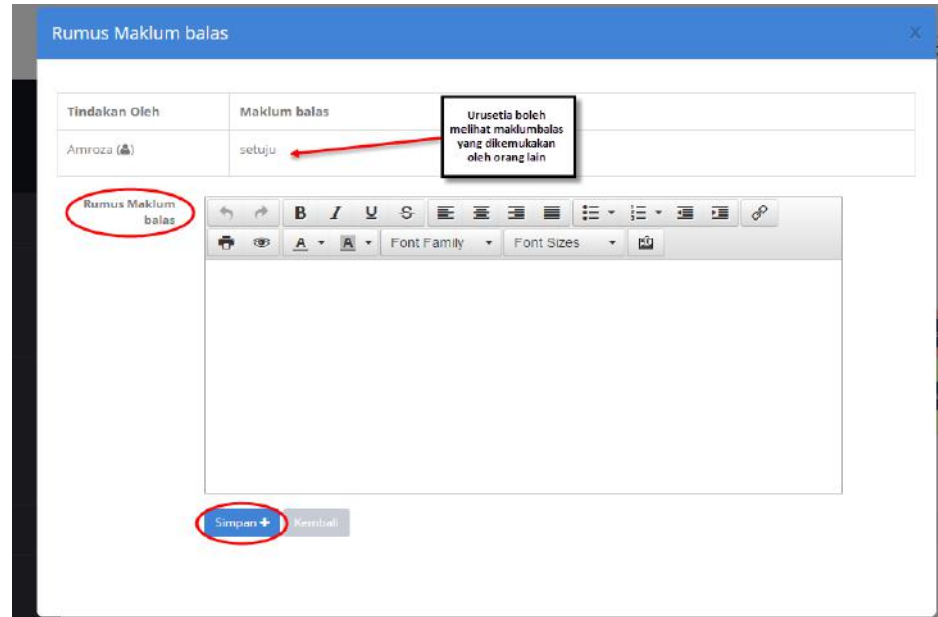 Rumus Maklum balas
X
Tindakan Oleh
Maklum balas
Amroza ( )
setuju
Urusetia boleh
melihat maklumbalas
yang dikemukakan
oleh orang lain
Rumus Maklum
balas
B I U S
A A Font Family Font Sizes
Simpan +
Kembali